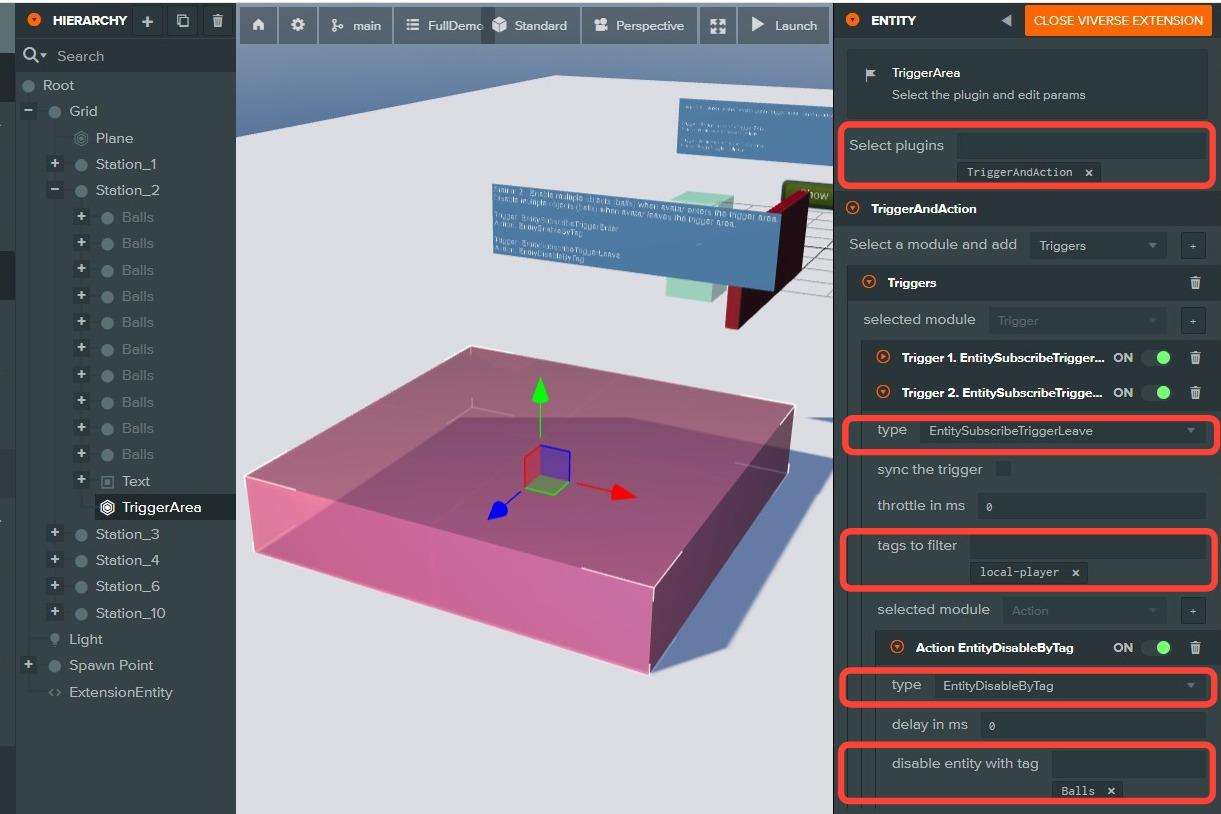 HIERARCHY
Search
Root
Grid
Plane
Station_1
Station_2
Balls
Balls
Balls
Balls
Balls
Balls
Balls
Balls
Balls
Balls
Text
TriggerArea
Station_3
Station_4
Station_6
Station_10
Light
Spawn Point
ExtensionEntity
main
FullDemo
Standard
Perspective
Launch
Show
Enable multiple objects (balls) when avatar enters the trigger area.
Disable multiple objects (balls) when avatar leaves the trigger area.
Trigger: EntitySubscribeTriggerEnter
Action: EntityEnableByTag
Trigger: EntitySubscribeTriggerLeave
Action: EntityDisableByTag
ENTITY
CLOSE VIVERSE EXTENSION
TriggerArea
Select the plugin and edit params
Select plugins
TriggerAndAction ×
TriggerAndAction
Select a module and add Triggers +
Triggers
selected module Trigger +
Trigger 1. EntitySubscribeTrigger... ON
Trigger 2. EntitySubscribeTrigge... ON
type EntitySubscribeTriggerLeave
sync the trigger
throttle in ms 0
tags to filter
local-player ×
selected module Action +
Action EntityDisableByTag ON
type EntityDisableByTag
delay in ms 0
disable entity with tag
Balls ×